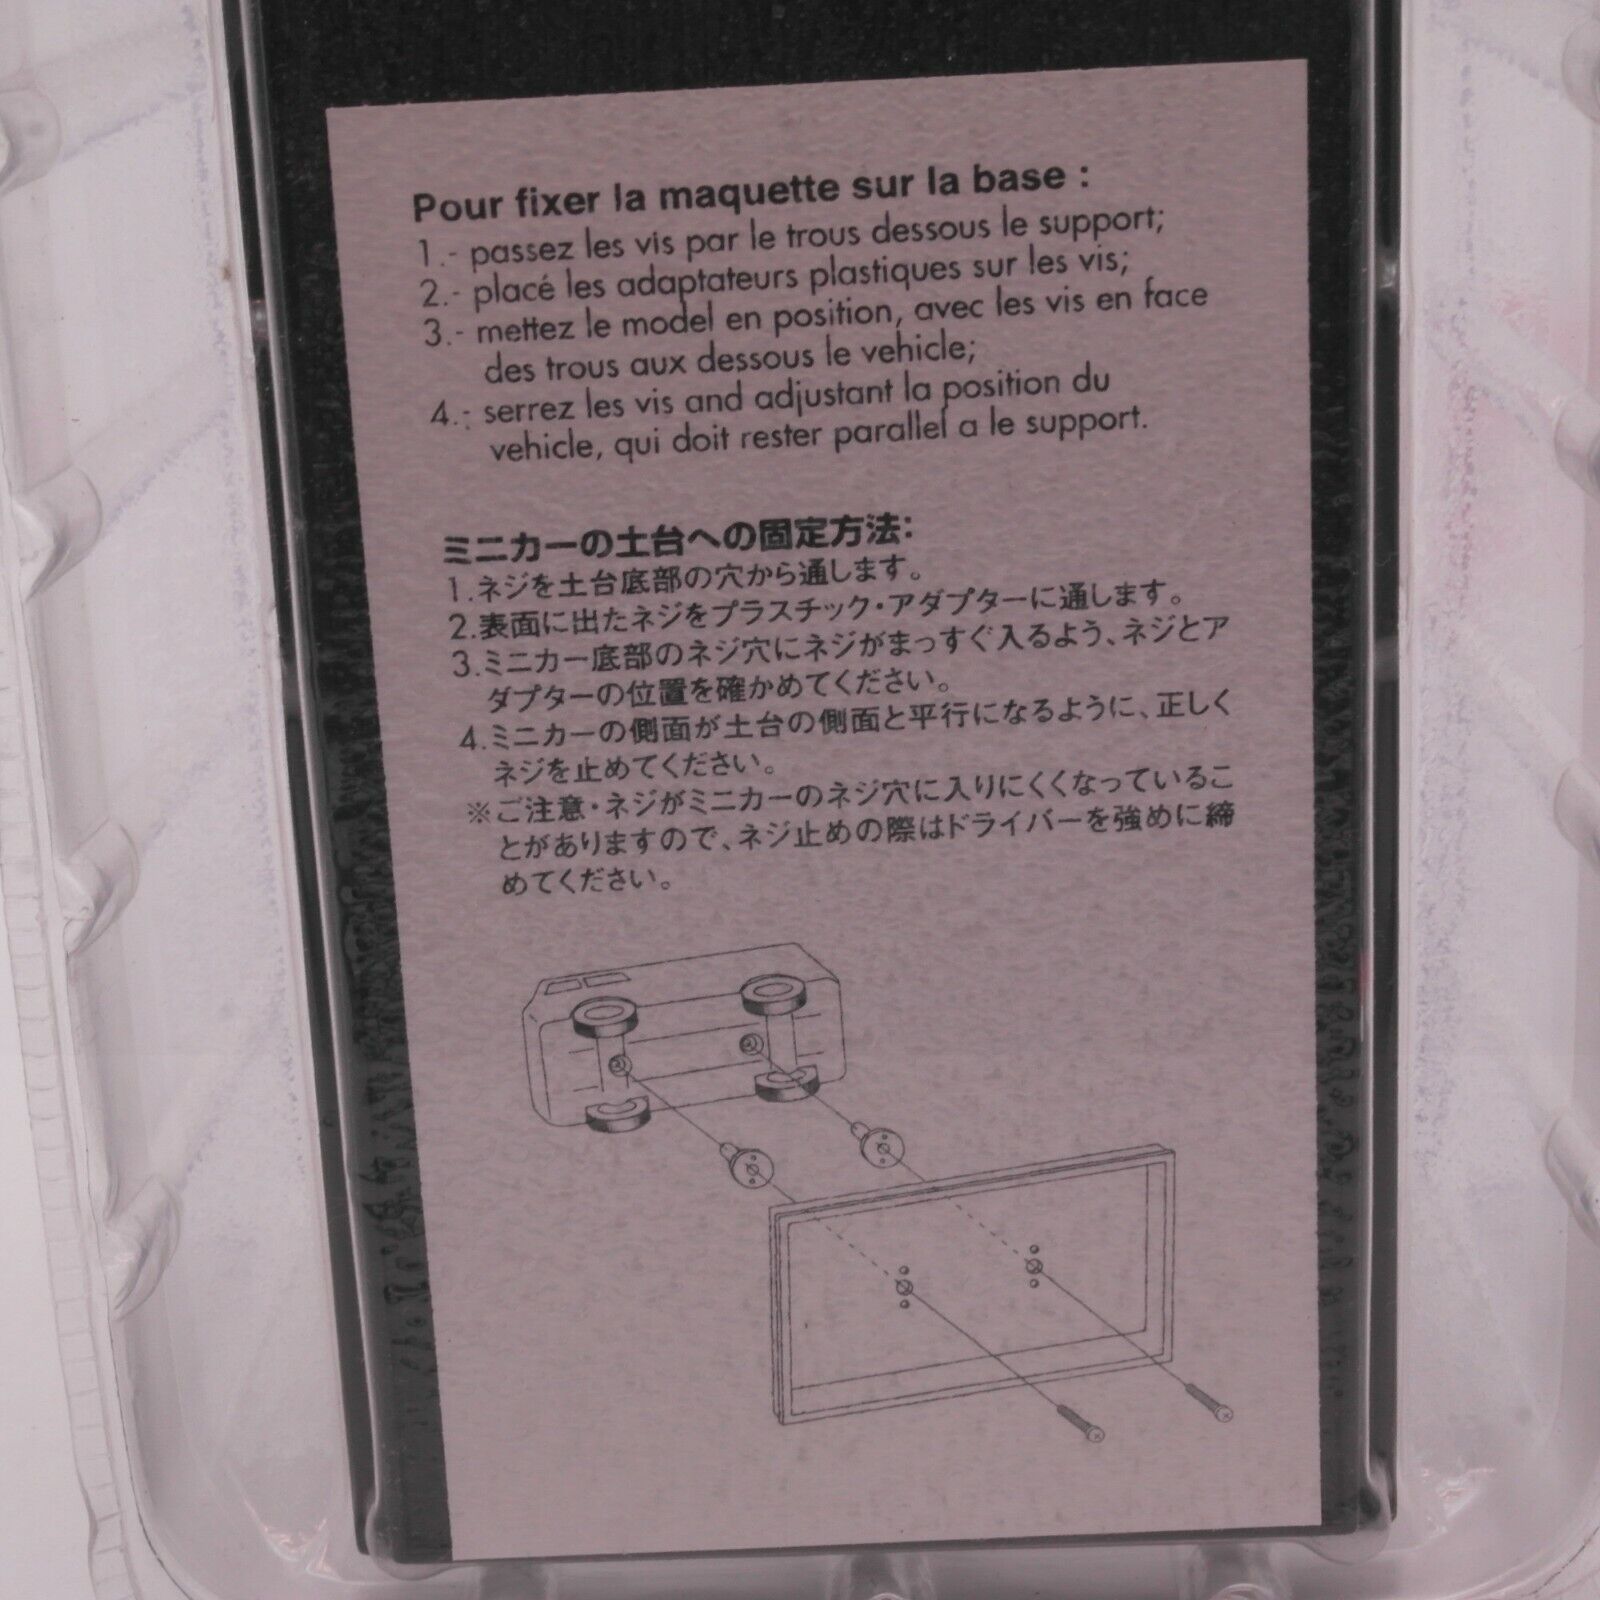 Pour fixer la maquette sur la base :
1.- passez les vis par le trous dessous le support;
2.- placé les adaptateurs plastiques sur les vis;
3.- mettez le model en position, avec les vis en face
des trous aux dessous le vehicle;
4.- serrez les vis and adjustant la position du
vehicle, qui doit rester parallel a le support.
ミニカーの土台への固定方法:
1.ネジを土台底部の穴から通します。
2.表面に出たネジをプラスチック・アダプターに通します。
3.ミニカー底部のネジ穴にネジがまっすぐ入るよう、ネジとア
ダプターの位置を確かめてください。
4.ミニカーの側面が土台の側面と平行になるように、正しく
ネジを止めてください。
※ご注意・ネジがミニカーのネジ穴に入りにくくなっているこ
とがありますので、ネジ止めの際はドライバーを強めに締
めてください。